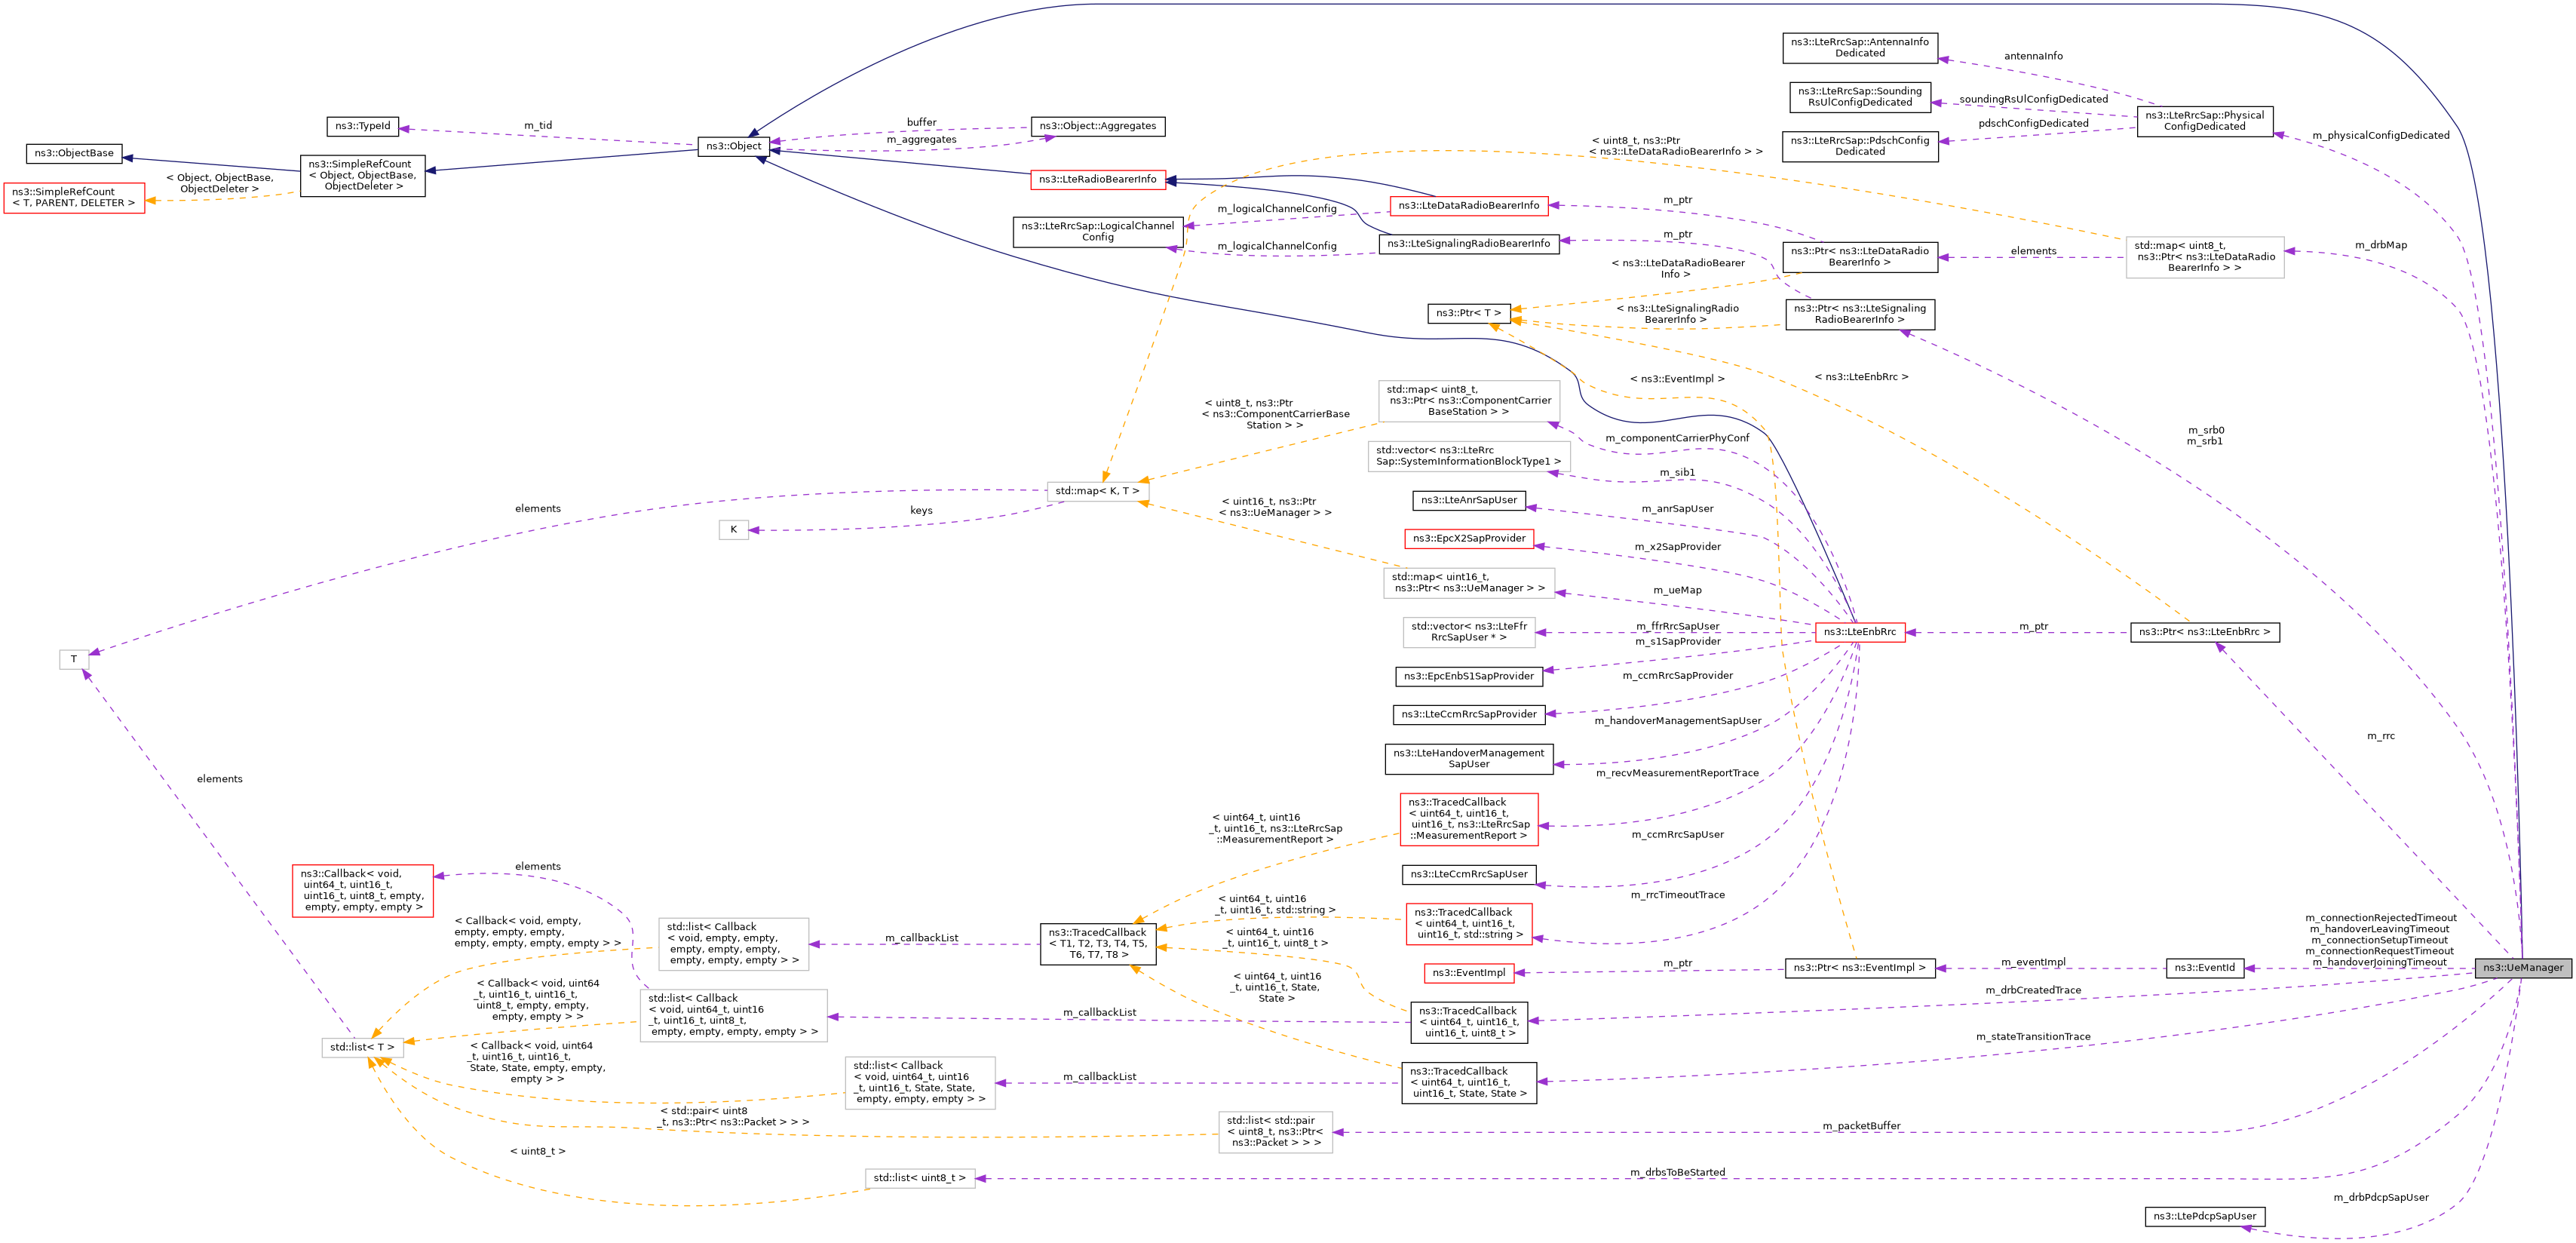 ns3::LteRrcSap::AntennaInfo
Dedicated
antennaInfo
ns3::LteRrcSap::Sounding
RsUlConfigDedicated
soundingRsUlConfigDedicated
ns3::LteRrcSap::Physical
ConfigDedicated
pdschConfigDedicated
ns3::LteRrcSap::PdschConfig
Dedicated
m_physicalConfigDedicated
ns3::TypeId
m_tid
buffer
ns3::Object::Aggregates
m_aggregates
ns3::Object
ns3::ObjectBase
ns3::SimpleRefCount
< Object, ObjectBase,
ObjectDeleter >
< Object, ObjectBase,
ObjectDeleter >
ns3::SimpleRefCount
< T, PARENT, DELETER >
< uint8_t, ns3::Ptr
< ns3::LteDataRadioBearerInfo > >
ns3::LteRadioBearerInfo
ns3::LteDataRadioBearerInfo
m_ptr
m_logicalChannelConfig
ns3::LteRrcSap::LogicalChannel
Config
m_logicalChannelConfig
ns3::LteSignalingRadioBearerInfo
m_ptr
ns3::Ptr< ns3::LteDataRadio
BearerInfo >
elements
std::map< uint8_t,
ns3::Ptr< ns3::LteDataRadio
BearerInfo > >
m_drbMap
< ns3::LteDataRadioBearer
Info >
ns3::Ptr< T >
< ns3::LteSignalingRadio
BearerInfo >
ns3::Ptr< ns3::LteSignaling
RadioBearerInfo >
< ns3::EventImpl >
< ns3::LteEnbRrc >
std::map< uint8_t,
ns3::Ptr< ns3::ComponentCarrier
BaseStation > >
< uint8_t, ns3::Ptr
< ns3::ComponentCarrierBase
Station > >
m_componentCarrierPhyConf
m_srb0
m_srb1
std::vector< ns3::LteRrc
Sap::SystemInformationBlockType1 >
m_sib1
std::map< K, T >
elements
keys
K
< uint16_t, ns3::Ptr
< ns3::UeManager > >
ns3::LteAnrSapUser
m_anrSapUser
ns3::EpcX2SapProvider
m_x2SapProvider
std::map< uint16_t,
ns3::Ptr< ns3::UeManager > >
m_ueMap
std::vector< ns3::LteFfr
RrcSapUser * >
m_ffrRrcSapUser
ns3::LteEnbRrc
m_ptr
ns3::Ptr< ns3::LteEnbRrc >
m_s1SapProvider
T
ns3::EpcEnbS1SapProvider
m_ccmRrcSapProvider
ns3::LteCcmRrcSapProvider
m_handoverManagementSapUser
m_rrc
ns3::LteHandoverManagement
SapUser
m_recvMeasurementReportTrace
elements
ns3::TracedCallback
< uint64_t, uint16_t,
uint16_t, ns3::LteRrcSap
::MeasurementReport >
< uint64_t, uint16
_t, uint16_t, ns3::LteRrcSap
::MeasurementReport >
m_ccmRrcSapUser
ns3::LteCcmRrcSapUser
m_rrcTimeoutTrace
elements
ns3::Callback< void,
uint64_t, uint16_t,
uint16_t, uint8_t, empty,
empty, empty, empty >
< uint64_t, uint16
_t, uint16_t, std::string >
ns3::TracedCallback
< uint64_t, uint16_t,
uint16_t, std::string >
< Callback< void, empty,
empty, empty, empty,
empty, empty, empty, empty > >
std::list< Callback
< void, empty, empty,
empty, empty, empty,
empty, empty, empty > >
m_callbackList
ns3::TracedCallback
< T1, T2, T3, T4, T5,
T6, T7, T8 >
< uint64_t, uint16
_t, uint16_t, uint8_t >
m_connectionRejectedTimeout
m_handoverLeavingTimeout
m_connectionSetupTimeout
m_connectionRequestTimeout
m_handoverJoiningTimeout
ns3::EventImpl
m_ptr
ns3::Ptr< ns3::EventImpl >
m_eventImpl
ns3::EventId
ns3::UeManager
< uint64_t, uint16
_t, uint16_t, State,
State >
m_drbCreatedTrace
< Callback< void, uint64
_t, uint16_t, uint16_t,
uint8_t, empty, empty,
empty, empty > >
std::list< Callback
< void, uint64_t, uint16
_t, uint16_t, uint8_t,
empty, empty, empty, empty > >
m_callbackList
ns3::TracedCallback
< uint64_t, uint16_t,
uint16_t, uint8_t >
m_stateTransitionTrace
std::list< T >
< Callback< void, uint64
_t, uint16_t, uint16_t,
State, State, empty, empty,
empty > >
std::list< Callback
< void, uint64_t, uint16
_t, uint16_t, State, State,
empty, empty, empty > >
m_callbackList
ns3::TracedCallback
< uint64_t, uint16_t,
uint16_t, State, State >
< std::pair< uint8
_t, ns3::Ptr< ns3::Packet > > >
std::list< std::pair
< uint8_t, ns3::Ptr<
ns3::Packet > > >
m_packetBuffer
< uint8_t >
std::list< uint8_t >
m_drbsToBeStarted
m_drbPdcpSapUser
ns3::LtePdcpSapUser